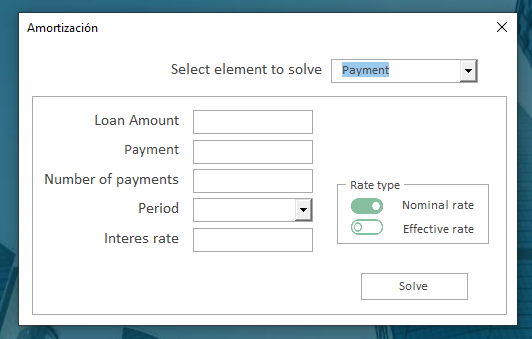 Amortización
Select element to solve Payment
Loan Amount
Payment
Number of payments
Period
Interes rate
Rate type
Nominal rate
Effective rate
Solve